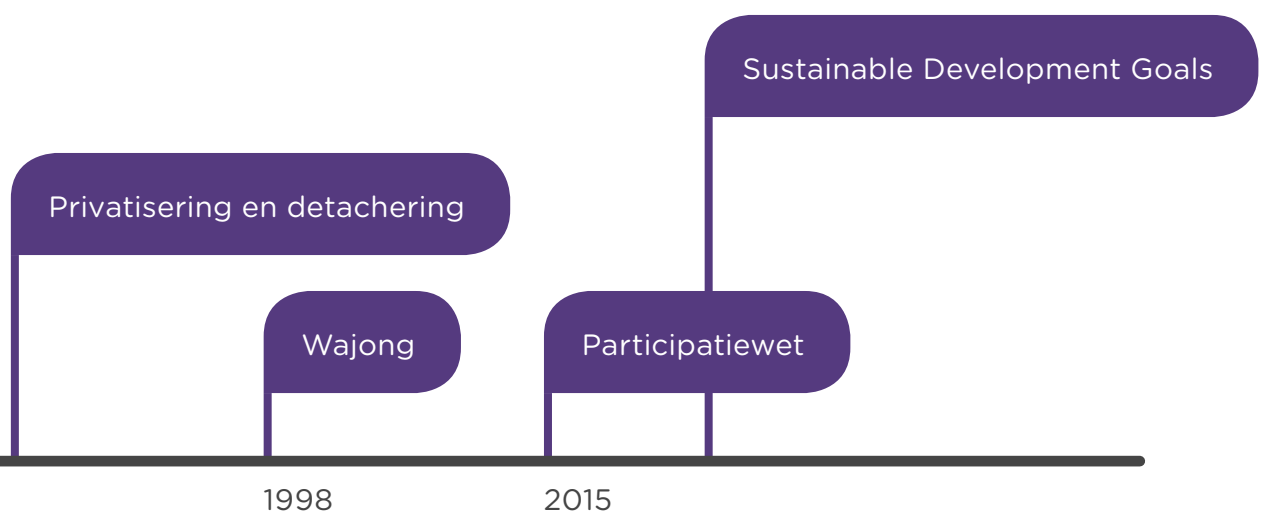 Sustainable Development Goals
Privatisering en detachering
Wajong
Participatiewet
1998
2015